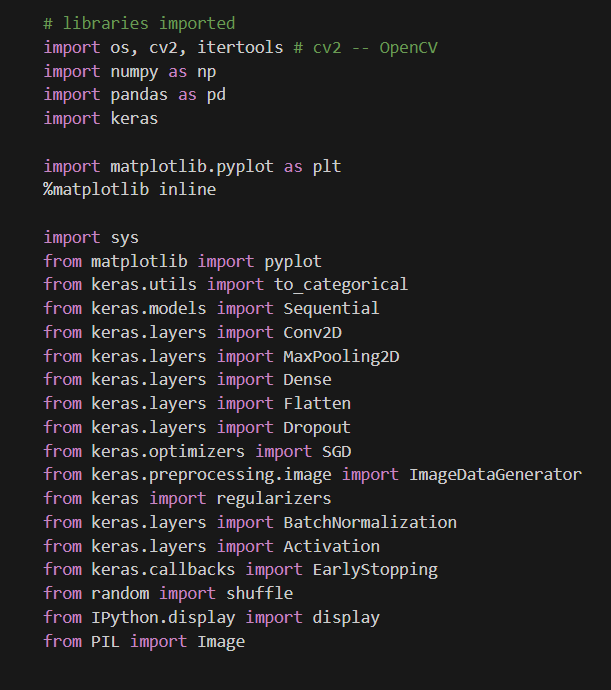 # libraries imported
import os, cv2, itertools # cv2 -- OpenCV
import numpy as np
import pandas as pd
import keras
import matplotlib.pyplot as plt
%matplotlib inline
import sys
from matplotlib import pyplot
from keras.utils import to_categorical
from keras.models import Sequential
from keras.layers import Conv2D
from keras.layers import MaxPooling2D
from keras.layers import Dense
from keras.layers import Flatten
from keras.layers import Dropout
from keras.optimizers import SGD
from keras.preprocessing.image import ImageDataGenerator
from keras import regularizers
from keras.layers import BatchNormalization
from keras.layers import Activation
from keras.callbacks import EarlyStopping
from random import shuffle
from IPython.display import display
from PIL import Image